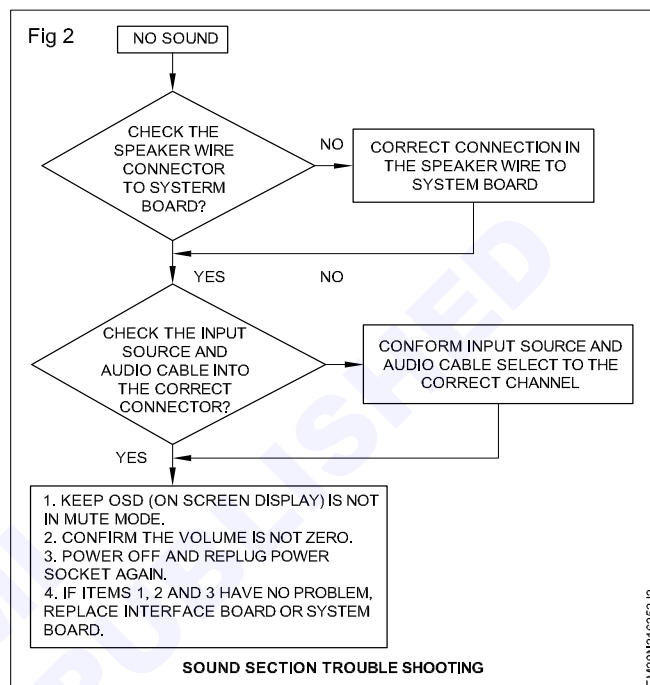 Fig 2
NO SOUND
CHECK THE
SPEAKER WIRE
CONNECTOR
TO SYSTERM
BOARD?
NO
CORRECT CONNECTION IN
THE SPEAKER WIRE TO
SYSTEM BOARD
YES
NO
CHECK THE INPUT
SOURCE AND
AUDIO CABLE INTO
THE CORRECT
CONNECTOR?
CONFORM INPUT SOURCE AND
AUDIO CABLE SELECT TO THE
CORRECT CHANNEL
YES
1. KEEP OSD (ON SCREEN DISPLAY) IS NOT
IN MUTE MODE.
2. CONFIRM THE VOLUME IS NOT ZERO.
3. POWER OFF AND REPLUG POWER
SOCKET AGAIN.
4. IF ITEMS 1, 2 AND 3 HAVE NO PROBLEM,
REPLACE INTERFACE BOARD OR SYSTEM
BOARD.
SOUND SECTION TROUBLE SHOOTING